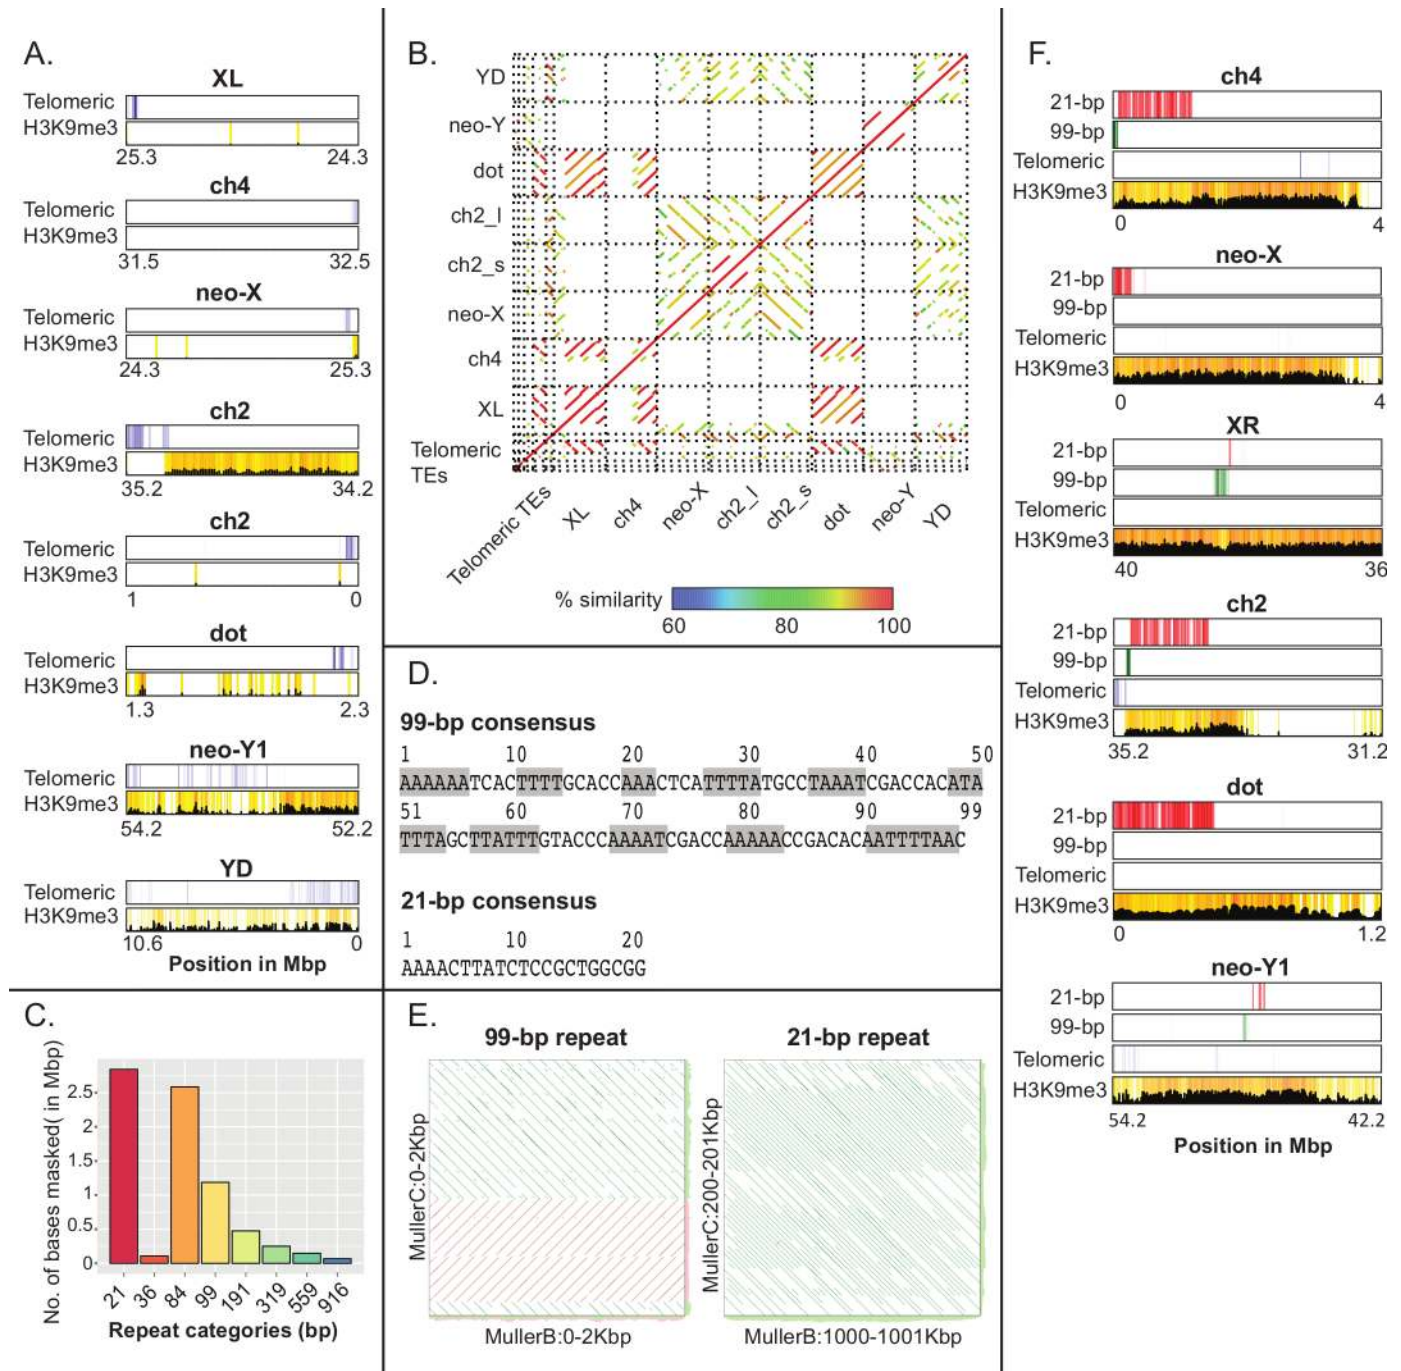 A.
XL
Telomeric
H3K9me3
25.3 24.3
ch4
Telomeric
H3K9me3
31.5 32.5
neo-X
Telomeric
H3K9me3
24.3 25.3
ch2
Telomeric
H3K9me3
35.2 34.2
ch2
Telomeric
H3K9me3
1 0
dot
Telomeric
H3K9me3
1.3 2.3
neo-Y1
Telomeric
H3K9me3
54.2 52.2
YD
Telomeric
H3K9me3
10.6 0
Position in Mbp
B.
YD
neo-Y
dot
ch2_l
ch2_s
neo-X
ch4
XL
Telomeric
TEs
Telomeric TEs XL ch4 neo-X ch2_l ch2_s dot neo-Y YD
% similarity
60 80 100
C.
No. of bases masked( in Mbp)
2.5
2
1.5
1
0.5
0
21 36 84 99 191 319 559 916
Repeat categories (bp)
D.
99-bp consensus
1 10 20 30 40 50
AAAAAATCACTTTTGCACCAAACTCATTTTATGCCTAAATCGACCACATA
51 60 70 80 90 99
TTTAGCTTATTTGTACCCAAAATCGACCAAAAACCGACACAATTTTAAC
21-bp consensus
1 10 20
AAAACTTATCTCCGCTGGCGG
E.
99-bp repeat
MullerC:0-2Kbp
MullerB:0-2Kbp
21-bp repeat
MullerC:200-201Kbp
MullerB:1000-1001Kbp
F.
ch4
21-bp
99-bp
Telomeric
H3K9me3
0 4
neo-X
21-bp
99-bp
Telomeric
H3K9me3
0 4
XR
21-bp
99-bp
Telomeric
H3K9me3
40 36
ch2
21-bp
99-bp
Telomeric
H3K9me3
35.2 31.2
dot
21-bp
99-bp
Telomeric
H3K9me3
0 1.2
neo-Y1
21-bp
99-bp
Telomeric
H3K9me3
54.2 42.2
Position in Mbp